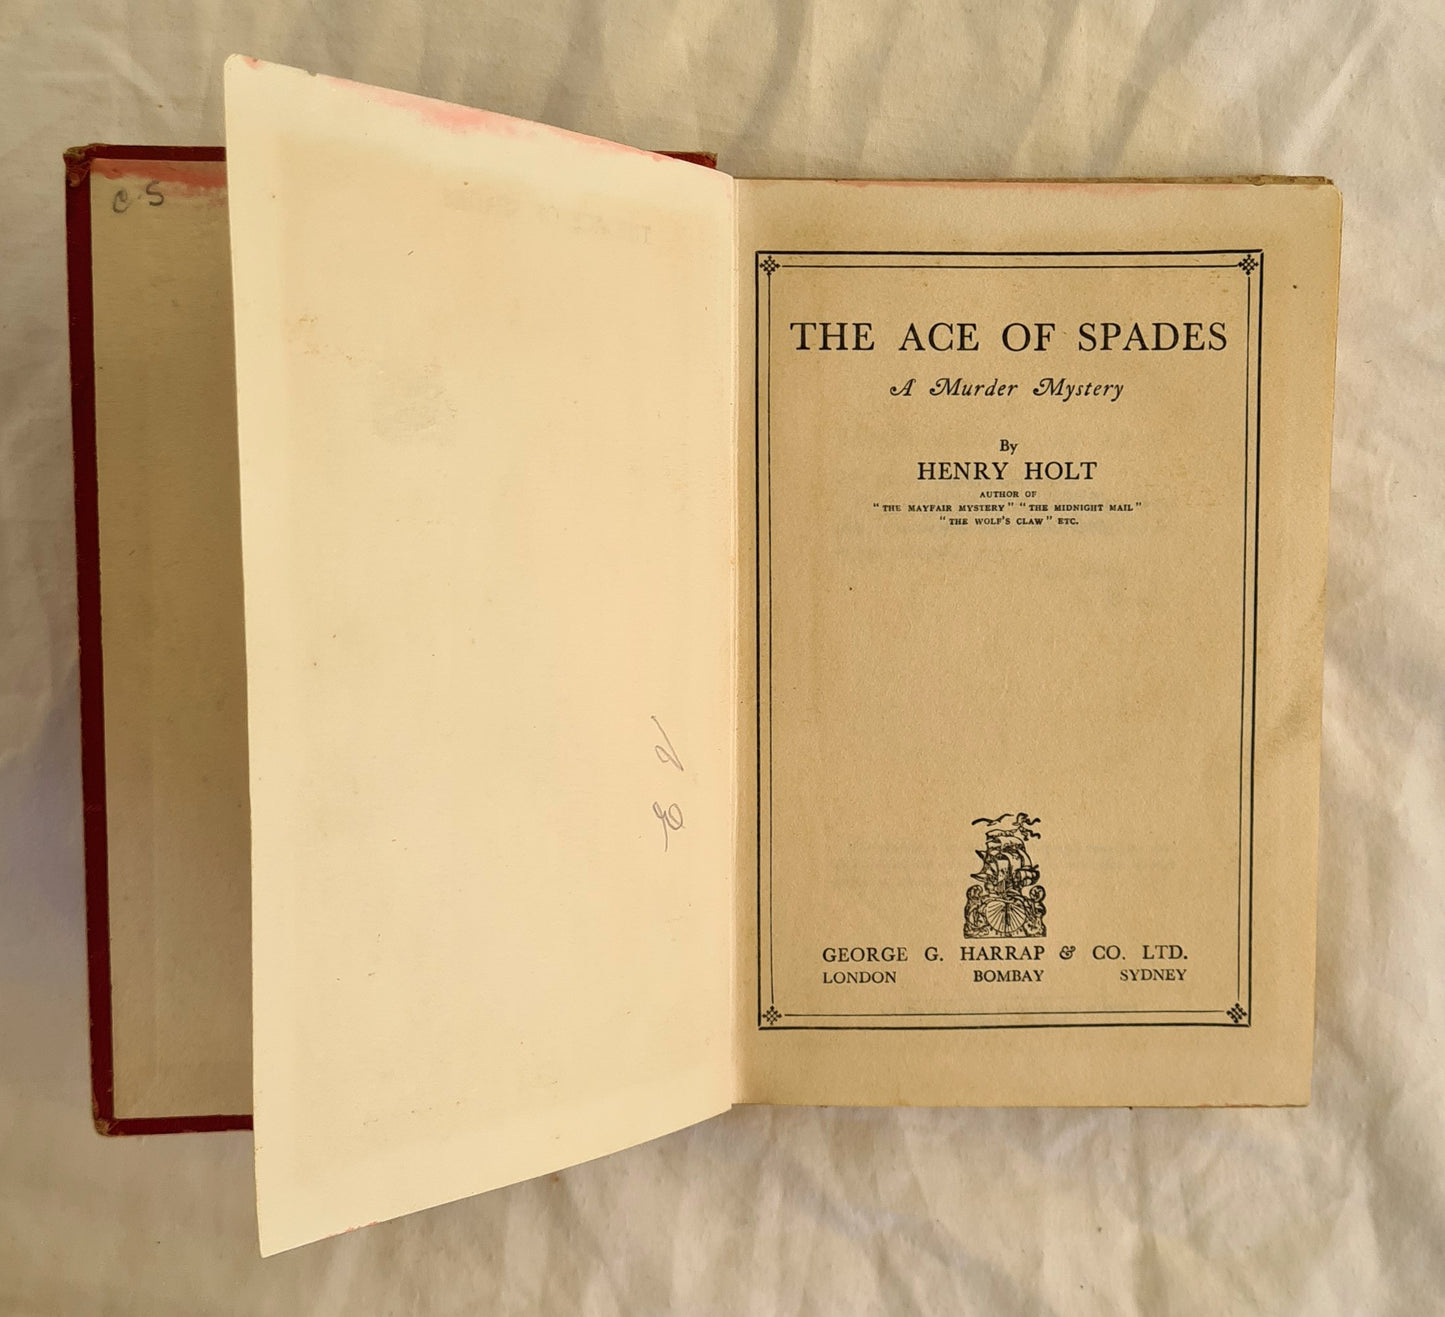 c.5
THE ACE OF SPADES
A Murder Mystery
By
HENRY HOLT
AUTHOR OF
"THE MAYFAIR MYSTERY" "THE MIDNIGHT MAIL"
"THE WOLF'S CLAW" ETC.
GEORGE G. HARRAP & CO. LTD.
LONDON BOMBAY SYDNEY